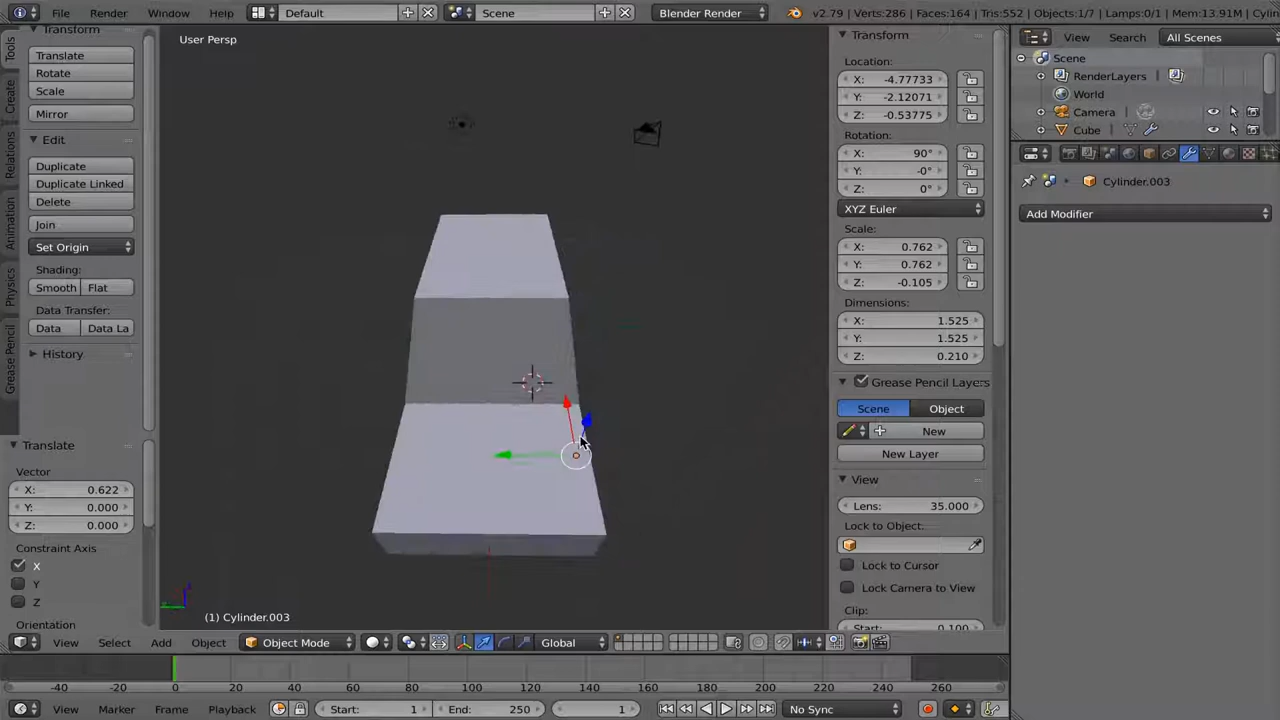 File Render Window Help Default Scene Blender Render v2.79 | Verts:286 | Faces:164 | Tris:552 | Objects:1/7 | Lamps:0/1 | Mem:13.91M | Cylin
Tools
Create
Relations
Animation
Physics
Grease Pencil
Transform
Translate
Rotate
Scale
Mirror
Edit
Duplicate
Duplicate Linked
Delete
Join
Set Origin
Shading:
Smooth Flat
Data Transfer:
Data Data La
History
Translate
Vector
X: 0.622
Y: 0.000
Z: 0.000
Constraint Axis
X
Y
Z
Orientation
User Persp
(1) Cylinder.003
Transform
Location:
X: -4.77733
Y: -2.12071
Z: -0.53775
Rotation:
X: 90°
Y: -0°
Z: 0°
XYZ Euler
Scale:
X: 0.762
Y: 0.762
Z: -0.105
Dimensions:
X: 1.525
Y: 1.525
Z: 0.210
Grease Pencil Layers
Scene Object
New
New Layer
View
Lens: 35.000
Lock to Object:
Lock to Cursor
Lock Camera to View
Clip:
Start: 0.100
View Search All Scenes
Scene
RenderLayers
World
Camera
Cube
Cylinder.003
Add Modifier
View Select Add Object Object Mode Global
-40 -20 0 20 40 60 80 100 120 140 160 180 200 220 240 260
View Marker Frame Playback Start: 1 End: 250 1 No Sync